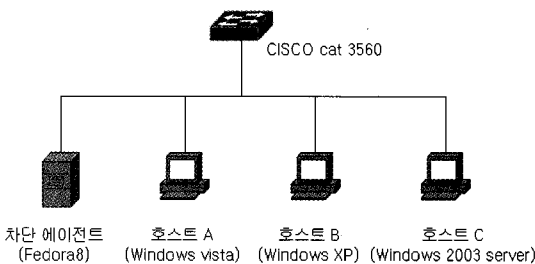 CISCO cat 3560
차단 에이전트
(Fedora8)
호스트 A
(Windows vista)
호스트 B
(Windows XP)
호스트 C
(Windows 2003 server)